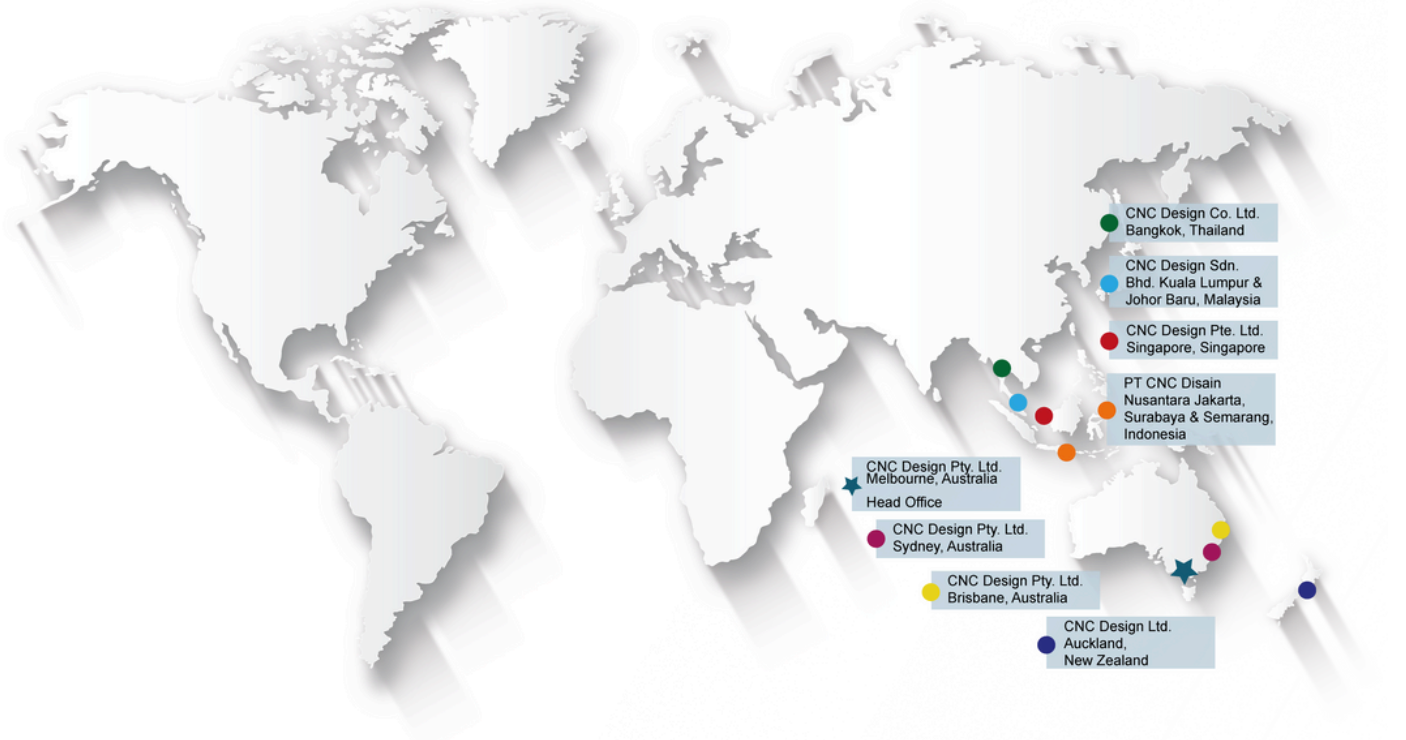 CNC Design Co. Ltd.
Bangkok, Thailand
CNC Design Sdn.
Bhd. Kuala Lumpur &
Johor Baru, Malaysia
CNC Design Pte. Ltd.
Singapore, Singapore
PT CNC Disain
Nusantara Jakarta,
Surabaya & Semarang,
Indonesia
CNC Design Pty. Ltd.
Melbourne, Australia
Head Office
CNC Design Pty. Ltd.
Sydney, Australia
CNC Design Pty. Ltd.
Brisbane, Australia
CNC Design Ltd.
Auckland,
New Zealand